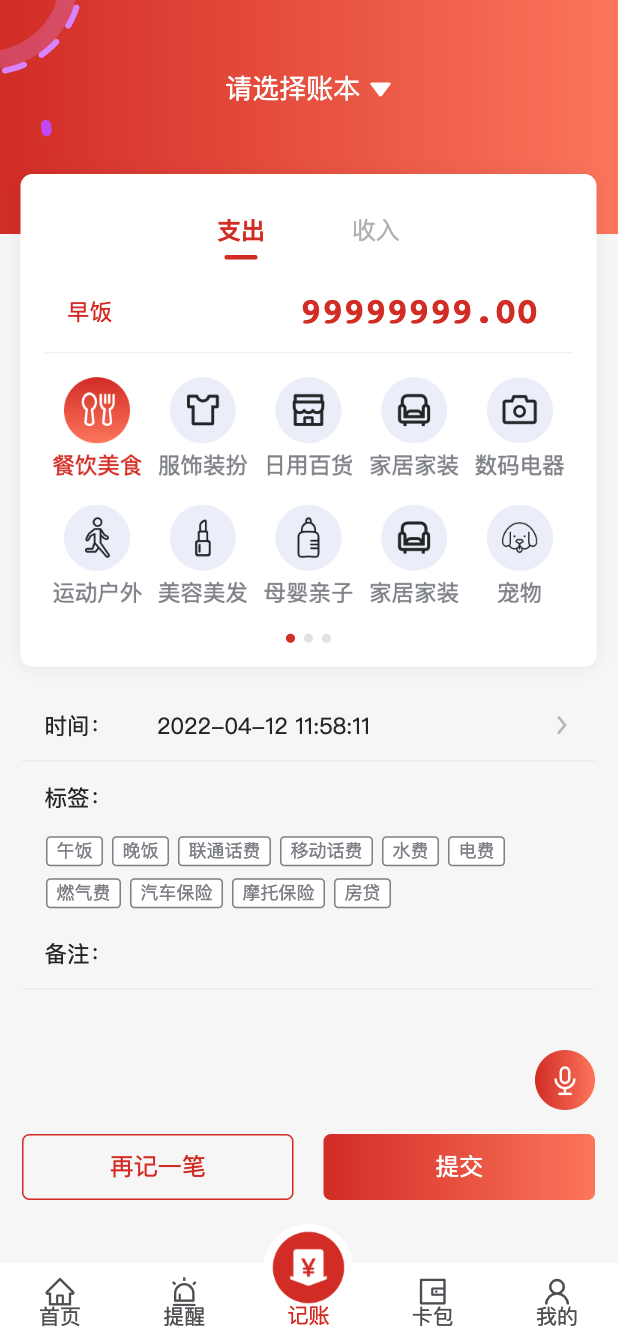 请选择账本
支出 收入
早饭 99999999.00
餐饮美食 服饰装扮 日用百货 家居家装 数码电器
运动户外 美容美发 母婴亲子 家居家装 宠物
时间： 2022-04-12 11:58:11
标签：
午饭 晚饭 联通话费 移动话费 水费 电费
燃气费 汽车保险 摩托保险 房贷
备注：
再记一笔 提交
¥
首页 提醒 记账 卡包 我的